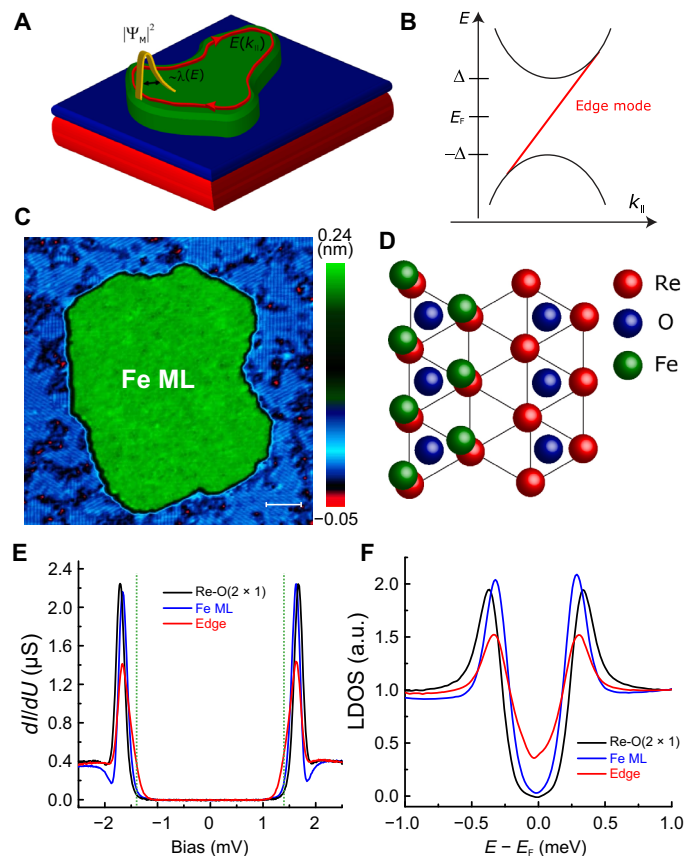 A
|Ψ_M|²
E(k_||)
~λ(E)
B
E
Δ
E_F
−Δ
Edge mode
k_||
C
0.24
(nm)
Fe ML
−0.05
D
Re
O
Fe
E
dI/dU (μS)
2.4
2.0
1.6
1.2
0.8
0.4
0.0
Re-O(2 × 1)
Fe ML
Edge
−2 −1 0 1 2
Bias (mV)
F
LDOS (a.u.)
2.0
1.5
1.0
0.5
0.0
Re-O(2 × 1)
Fe ML
Edge
−1.0 −0.5 0.0 0.5 1.0
E − E_F (meV)